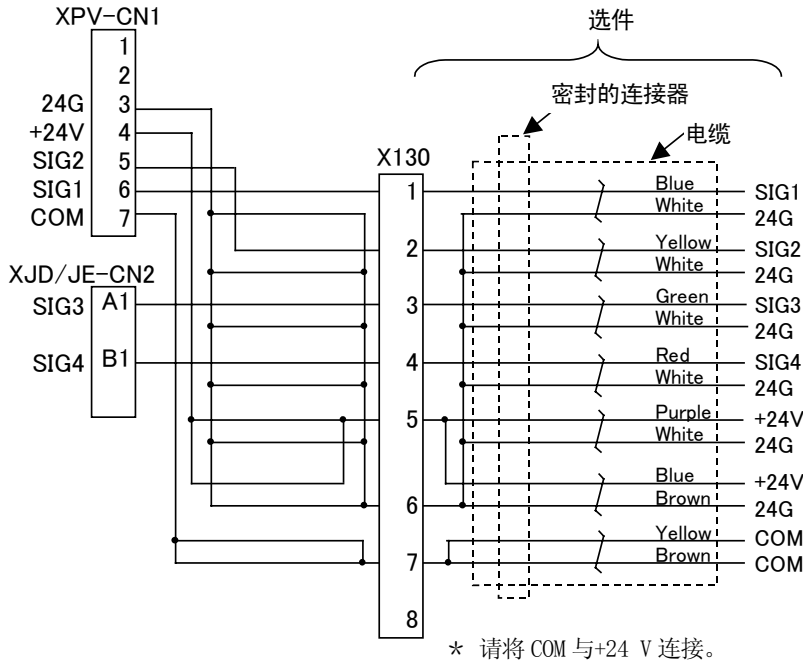 XPV-CN1
1
2
24G 3
+24V 4
SIG2 5
SIG1 6
COM 7
XJD/JE-CN2
SIG3 A1
SIG4 B1
X130
1
2
3
4
5
6
7
8
选件
密封的连接器
电缆
Blue SIG1
White 24G
Yellow SIG2
White 24G
Green SIG3
White 24G
Red SIG4
White 24G
Purple +24V
White 24G
Blue +24V
Brown 24G
Yellow COM
Brown COM
* 请将 COM 与+24 V 连接。